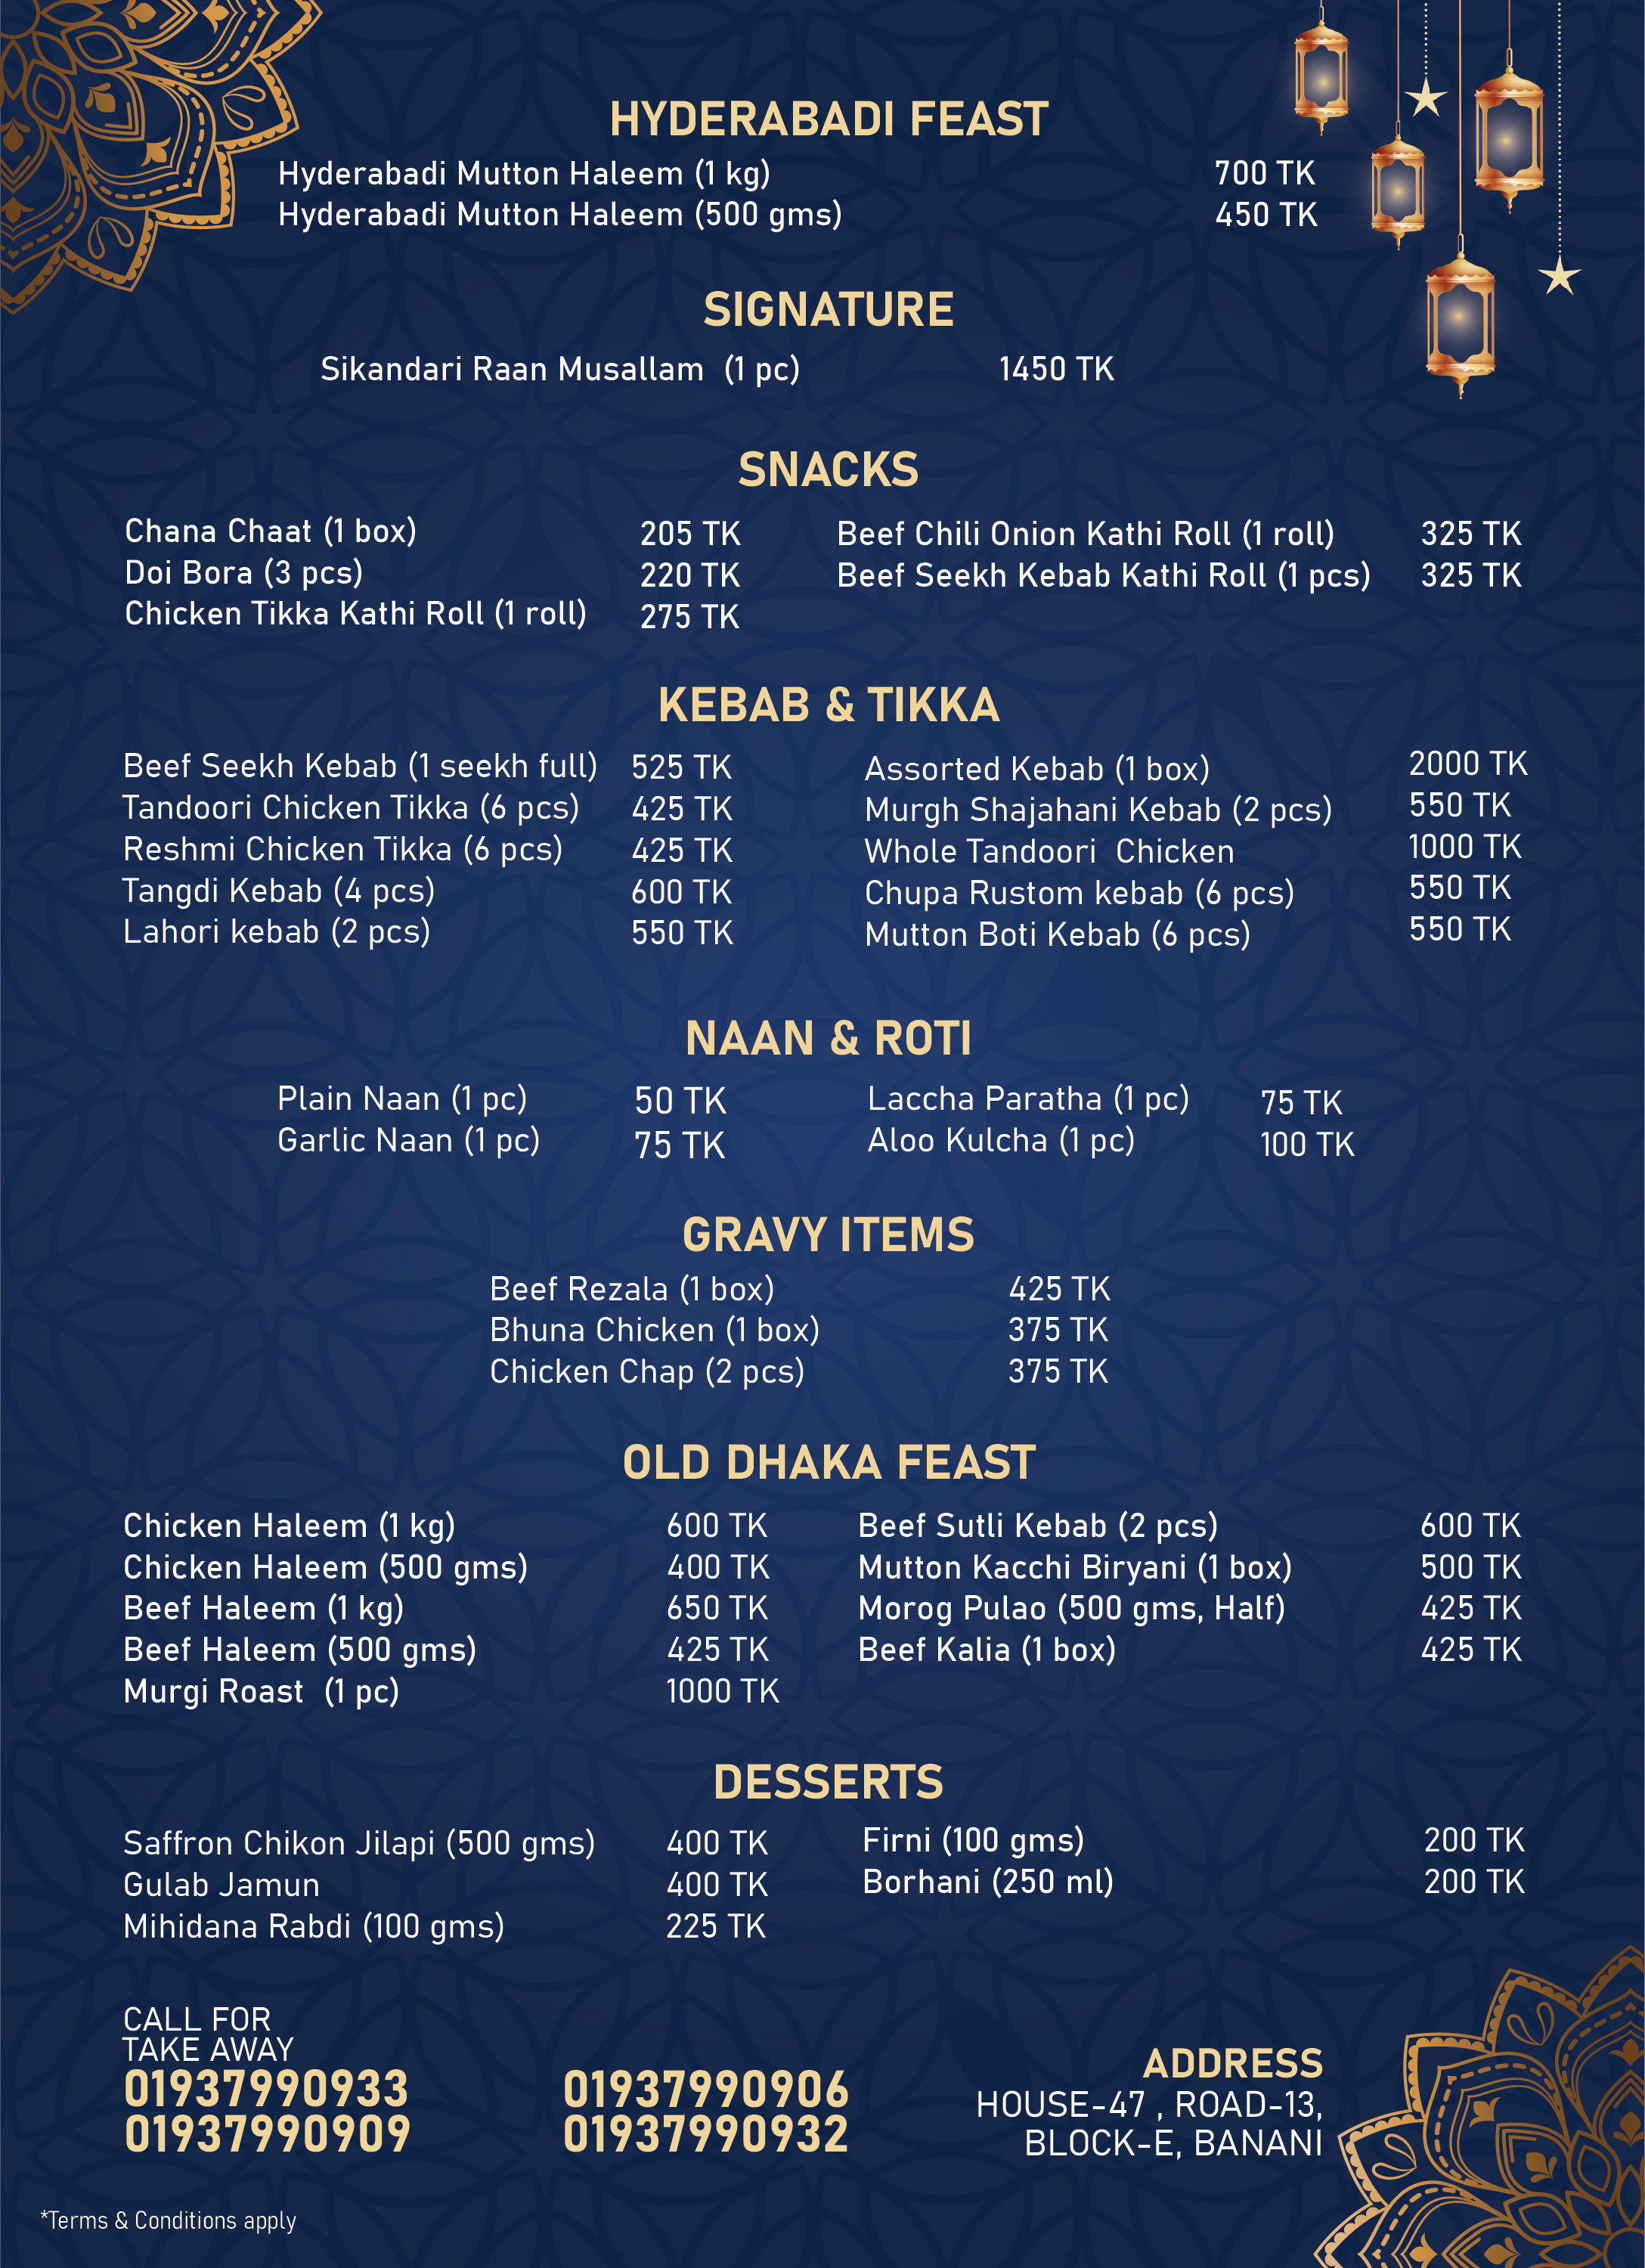 HYDERABADI FEAST
Hyderabadi Mutton Haleem (1 kg) 700 TK
Hyderabadi Mutton Haleem (500 gms) 450 TK
SIGNATURE
Sikandari Raan Musallam (1 pc) 1450 TK
SNACKS
Chana Chaat (1 box) 205 TK
Doi Bora (3 pcs) 220 TK
Chicken Tikka Kathi Roll (1 roll) 275 TK
Beef Chili Onion Kathi Roll (1 roll) 325 TK
Beef Seekh Kebab Kathi Roll (1 pcs) 325 TK
KEBAB & TIKKA
Beef Seekh Kebab (1 seekh full) 525 TK
Tandoori Chicken Tikka (6 pcs) 425 TK
Reshmi Chicken Tikka (6 pcs) 425 TK
Tangdi Kebab (4 pcs) 600 TK
Lahori kebab (2 pcs) 550 TK
Assorted Kebab (1 box) 2000 TK
Murgh Shajahani Kebab (2 pcs) 550 TK
Whole Tandoori Chicken 1000 TK
Chupa Rustom kebab (6 pcs) 550 TK
Mutton Boti Kebab (6 pcs) 550 TK
NAAN & ROTI
Plain Naan (1 pc) 50 TK
Garlic Naan (1 pc) 75 TK
Laccha Paratha (1 pc) 75 TK
Aloo Kulcha (1 pc) 100 TK
GRAVY ITEMS
Beef Rezala (1 box) 425 TK
Bhuna Chicken (1 box) 375 TK
Chicken Chap (2 pcs) 375 TK
OLD DHAKA FEAST
Chicken Haleem (1 kg) 600 TK
Chicken Haleem (500 gms) 400 TK
Beef Haleem (1 kg) 650 TK
Beef Haleem (500 gms) 425 TK
Murgi Roast (1 pc) 1000 TK
Beef Sutli Kebab (2 pcs) 600 TK
Mutton Kacchi Biryani (1 box) 500 TK
Morog Pulao (500 gms, Half) 425 TK
Beef Kalia (1 box) 425 TK
DESSERTS
Saffron Chikon Jilapi (500 gms) 400 TK
Gulab Jamun 400 TK
Mihidana Rabdi (100 gms) 225 TK
Firni (100 gms) 200 TK
Borhani (250 ml) 200 TK
CALL FOR
TAKE AWAY
01937990933
01937990909
01937990906
01937990932
ADDRESS
HOUSE-47 , ROAD-13,
BLOCK-E, BANANI
*Terms & Conditions apply